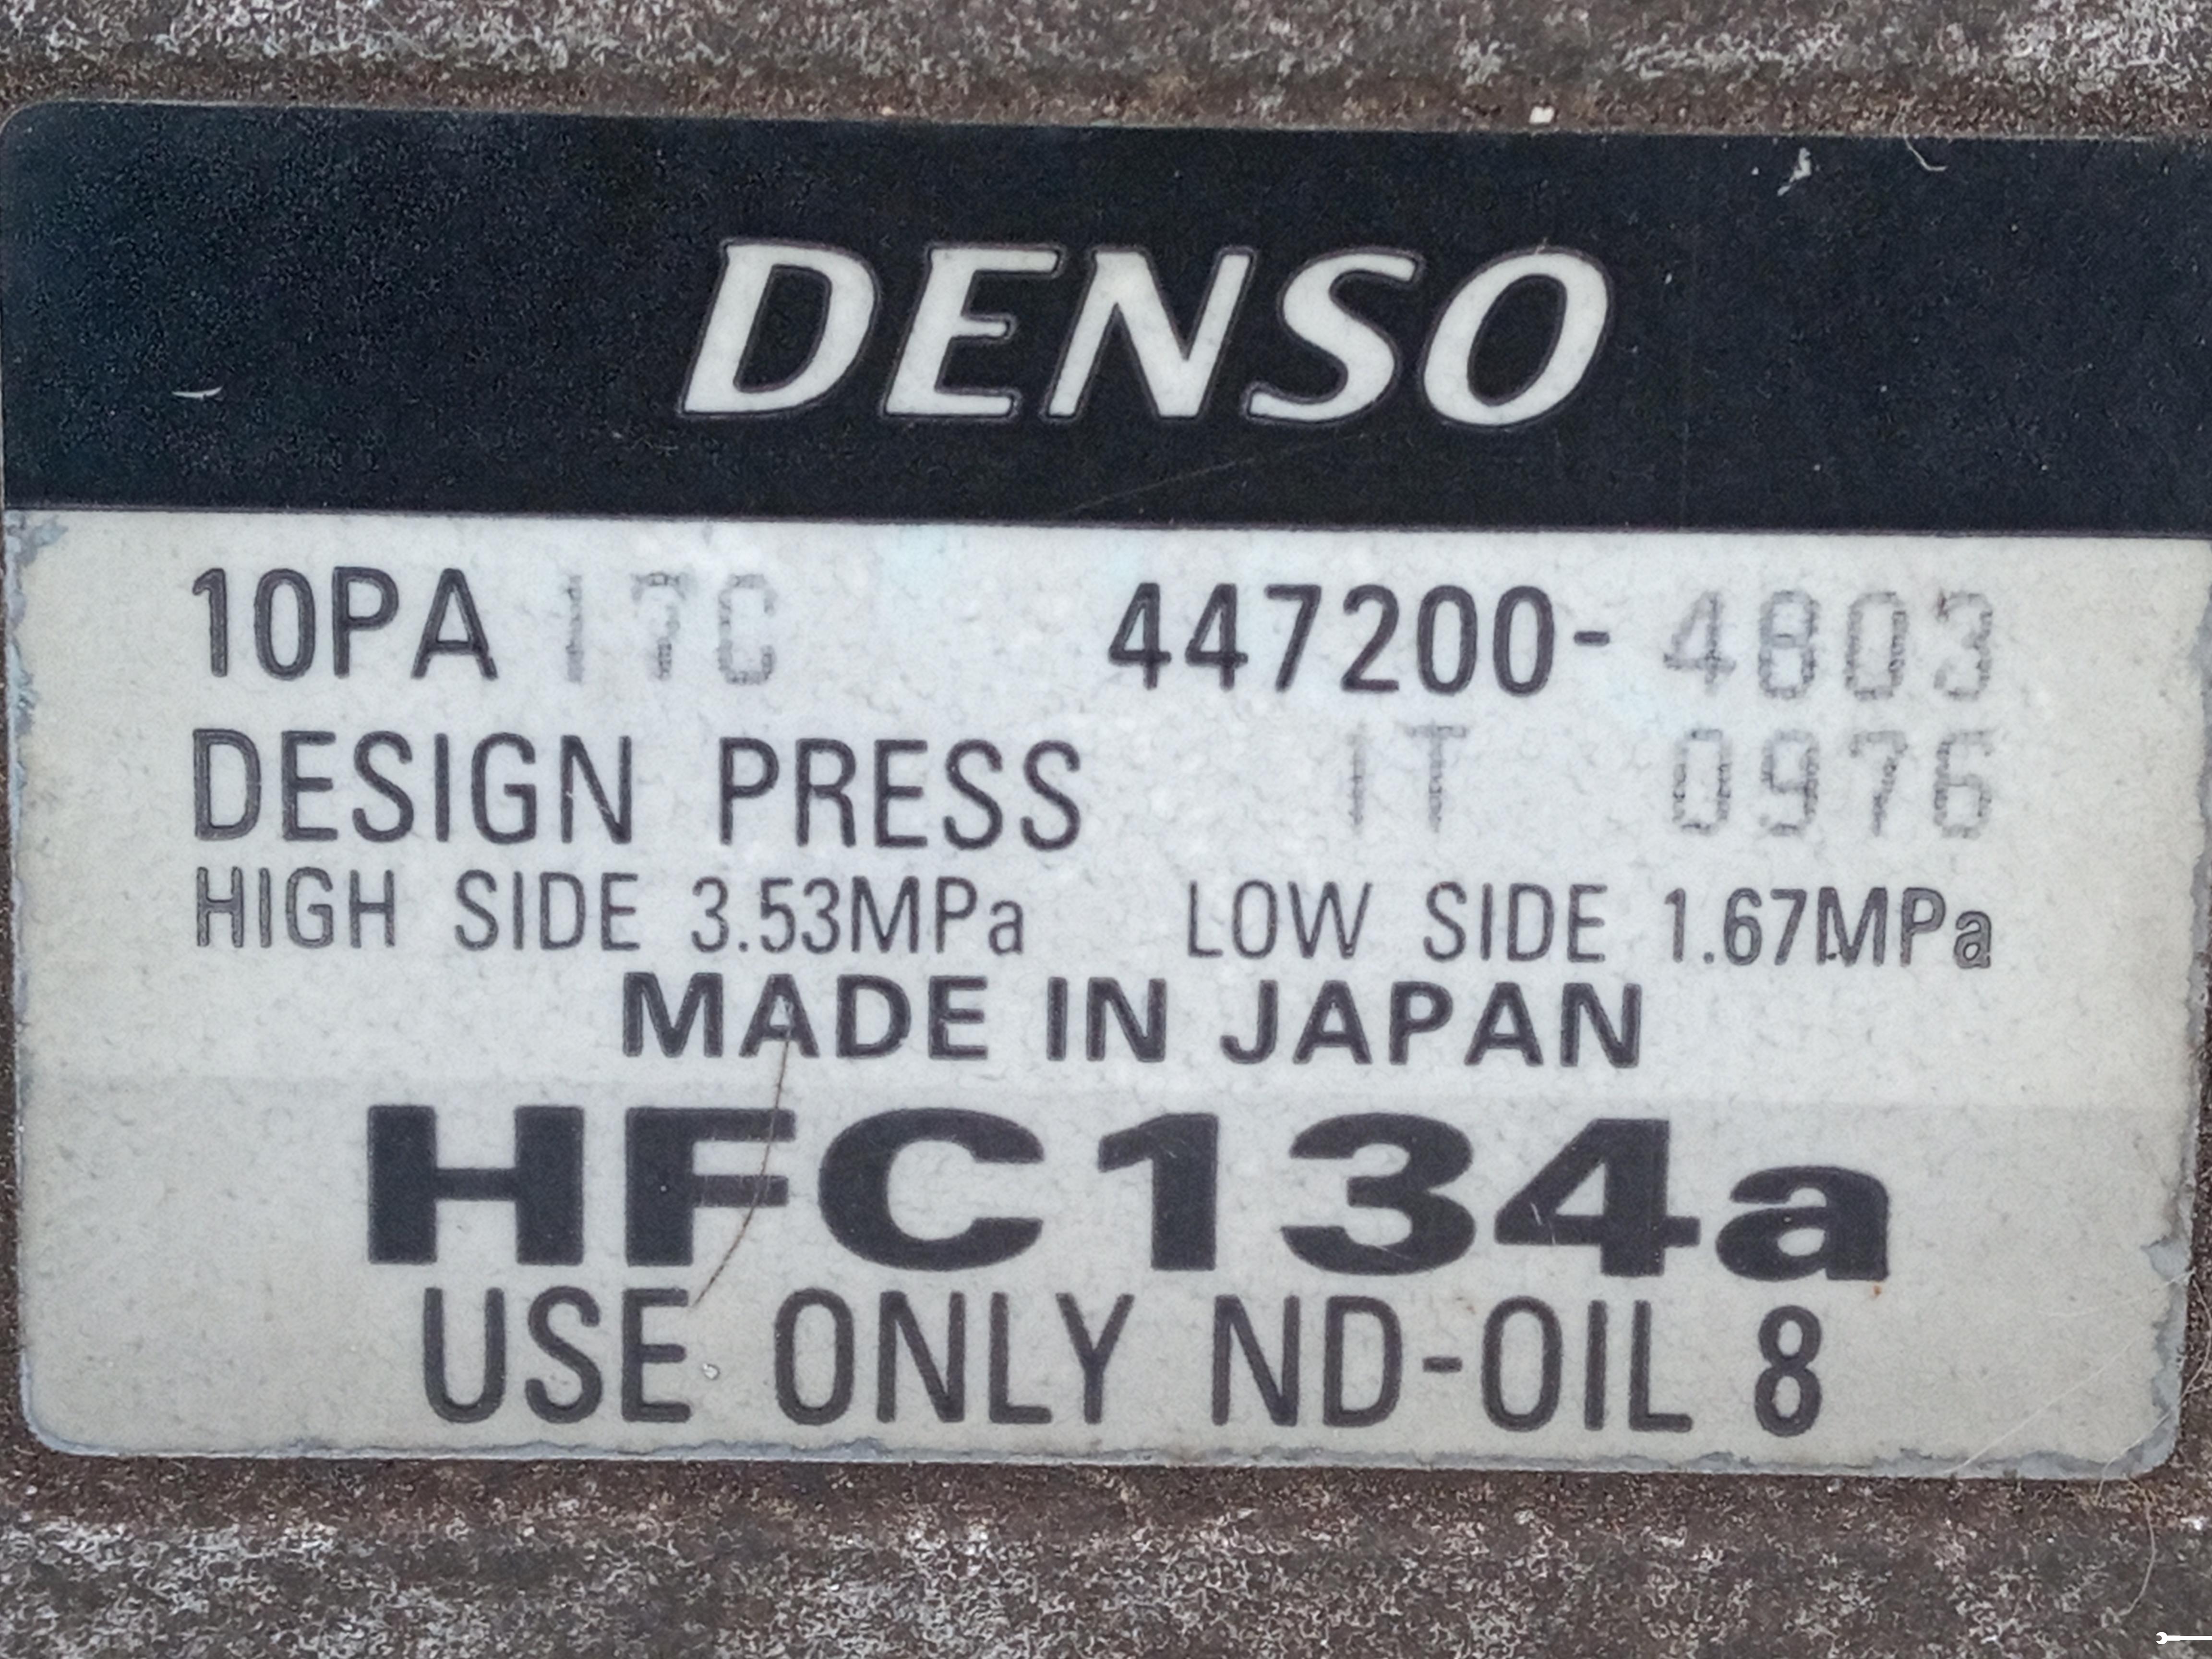 DENSO
10PA 17C 447200- 4803
DESIGN PRESS 1T 0976
HIGH SIDE 3.53MPa LOW SIDE 1.67MPa
MADE IN JAPAN
HFC134a
USE ONLY ND-OIL 8